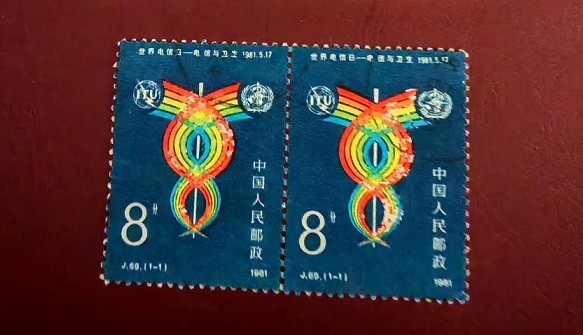 世界电信日—电信与卫生 1981.5.17
ITU
8分
中国人民邮政
J.69.(1-1)
1981
世界电信日—电信与卫生 1981.5.17
ITU
8分
中国人民邮政
J.69.(1-1)
1981